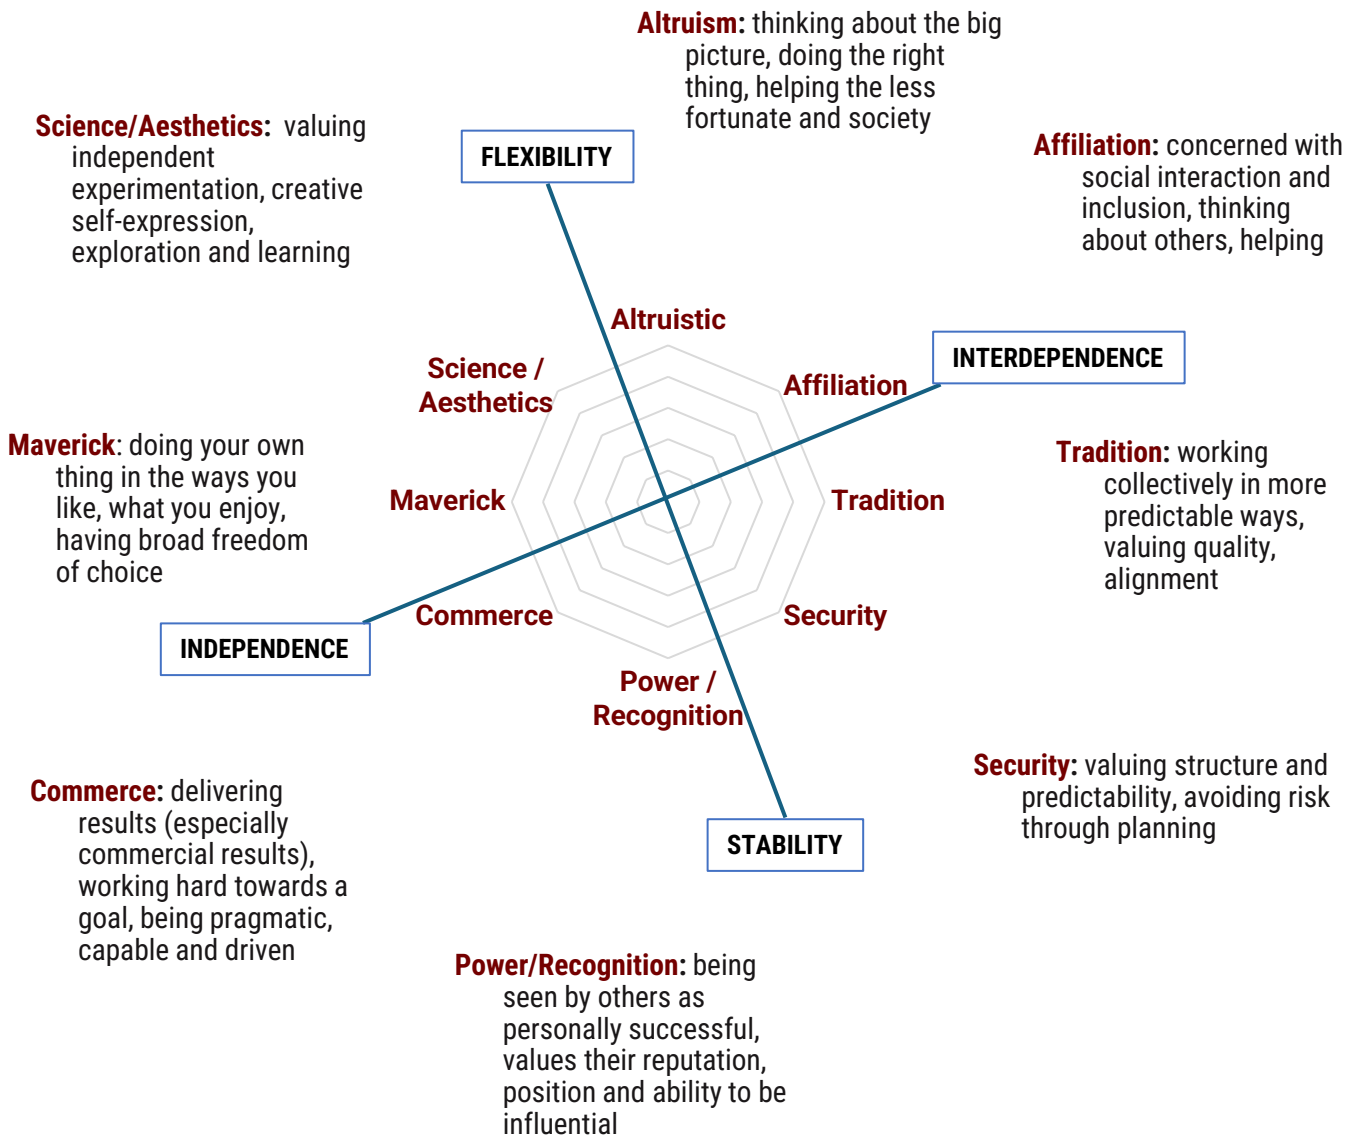 Altruism: thinking about the big
picture, doing the right
thing, helping the less
fortunate and society
Science/Aesthetics:  valuing
independent
experimentation, creative
self-expression,
exploration and learning
FLEXIBILITY
Affiliation: concerned with
social interaction and
inclusion, thinking
about others, helping
Altruistic
INTERDEPENDENCE
Science /
Aesthetics
Affiliation
Maverick: doing your own
thing in the ways you
like, what you enjoy,
having broad freedom
of choice
Maverick
Tradition
Tradition: working
collectively in more
predictable ways,
valuing quality,
alignment
Commerce
Security
INDEPENDENCE
Power /
Recognition
STABILITY
Security: valuing structure and
predictability, avoiding risk
through planning
Commerce: delivering
results (especially
commercial results),
working hard towards a
goal, being pragmatic,
capable and driven
Power/Recognition: being
seen by others as
personally successful,
values their reputation,
position and ability to be
influential